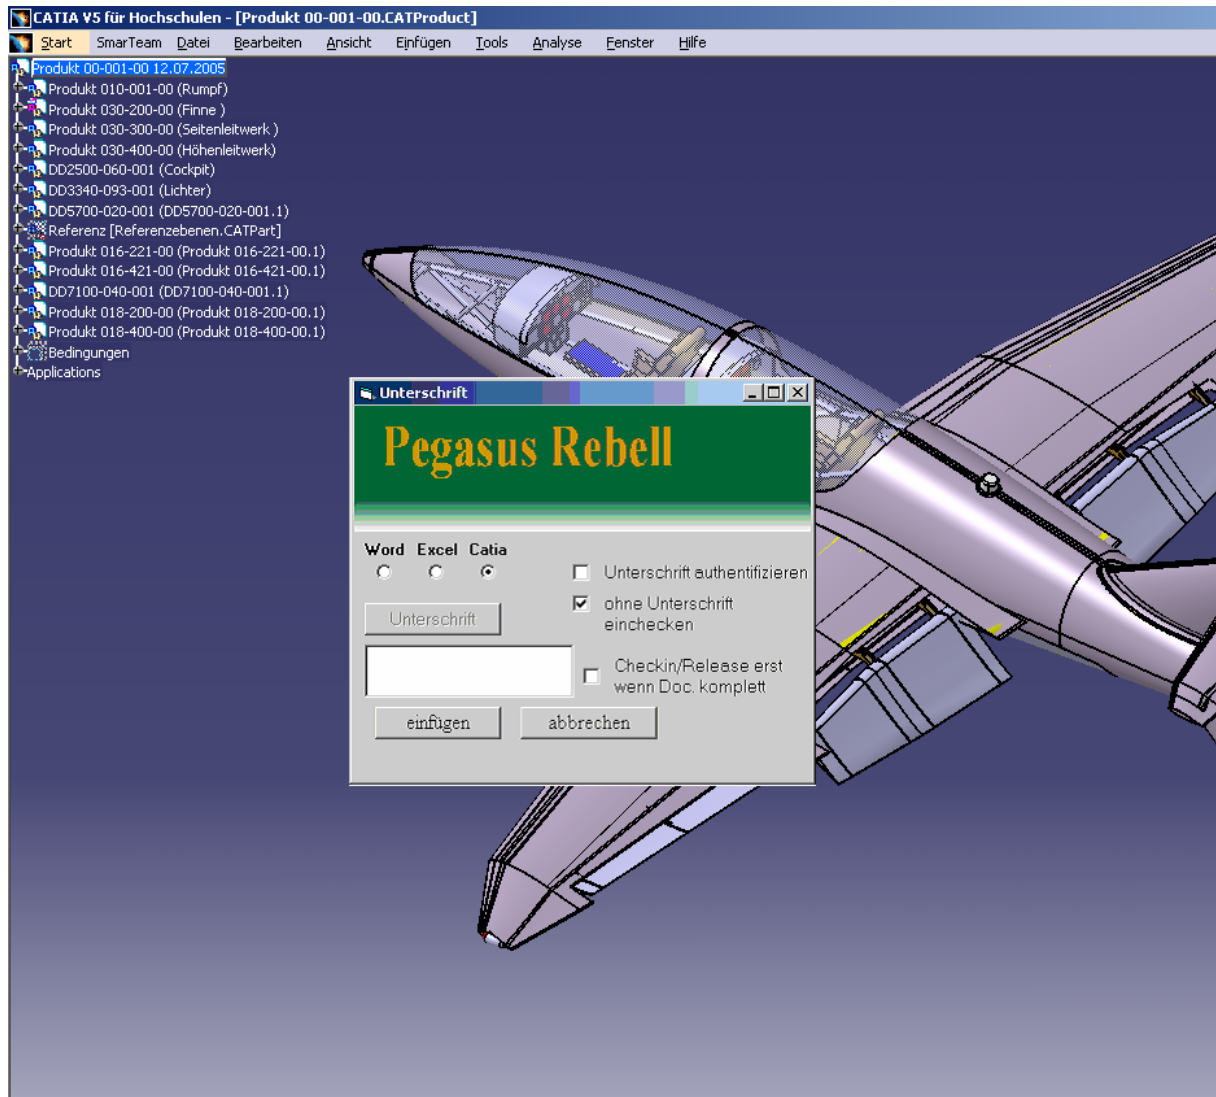 CATIA V5 für Hochschulen - [Produkt 00-001-00.CATProduct]
Start SmarTeam Datei Bearbeiten Ansicht Einfügen Tools Analyse Fenster Hilfe
Produkt 00-001-00 12.07.2005
Produkt 010-001-00 (Rumpf)
Produkt 030-200-00 (Finne )
Produkt 030-300-00 (Seitenleitwerk )
Produkt 030-400-00 (Höhenleitwerk)
DD2500-060-001 (Cockpit)
DD3340-093-001 (Lichter)
DD5700-020-001 (DD5700-020-001.1)
Referenz [Referenzebenen.CATPart]
Produkt 016-221-00 (Produkt 016-221-00.1)
Produkt 016-421-00 (Produkt 016-421-00.1)
DD7100-040-001 (DD7100-040-001.1)
Produkt 018-200-00 (Produkt 018-200-00.1)
Produkt 018-400-00 (Produkt 018-400-00.1)
Bedingungen
Applications
Unterschrift
Pegasus Rebell
Word Excel Catia
Unterschrift authentifizieren
ohne Unterschrift
einchecken
Unterschrift
Checkin/Release erst
wenn Doc. komplett
einfügen abbrechen